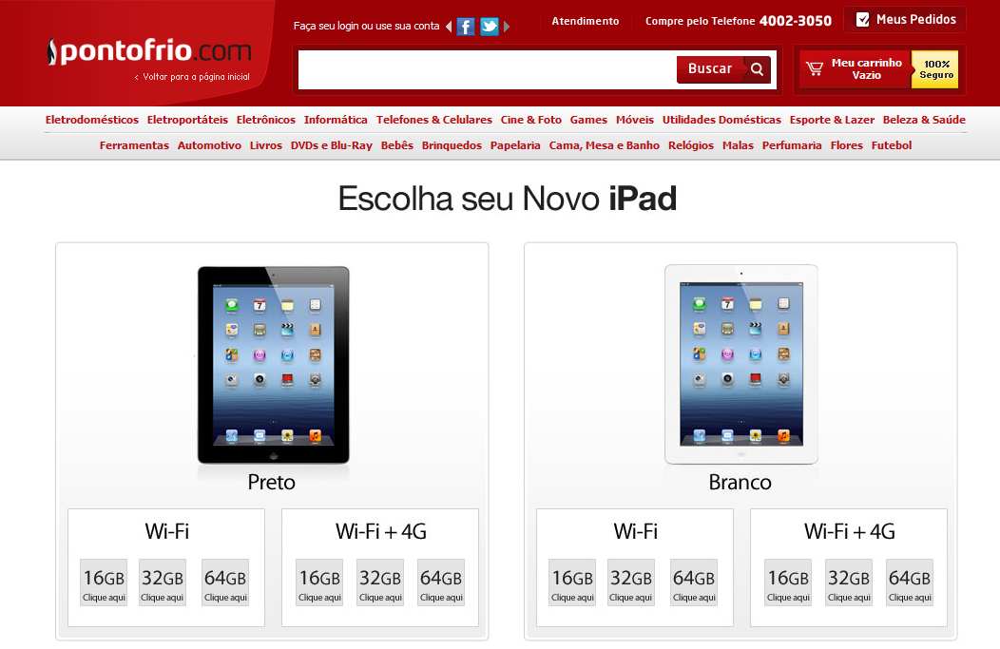 pontofrio.com
< Voltar para a página inicial
Faça seu login ou use sua conta
Atendimento
Compre pelo Telefone 4002-3050
Meus Pedidos
Buscar
Meu carrinho
Vazio
100%
Seguro
Eletrodomésticos Eletroportáteis Eletrônicos Informática Telefones & Celulares Cine & Foto Games Móveis Utilidades Domésticas Esporte & Lazer Beleza & Saúde
Ferramentas Automotivo Livros DVDs e Blu-Ray Bebês Brinquedos Papelaria Cama, Mesa e Banho Relógios Malas Perfumaria Flores Futebol
Escolha seu Novo iPad
7
7
Preto
Branco
Wi-Fi
Wi-Fi + 4G
Wi-Fi
Wi-Fi + 4G
16GB 32GB 64GB
16GB 32GB 64GB
16GB 32GB 64GB
16GB 32GB 64GB
Clique aqui Clique aqui Clique aqui
Clique aqui Clique aqui Clique aqui
Clique aqui Clique aqui Clique aqui
Clique aqui Clique aqui Clique aqui